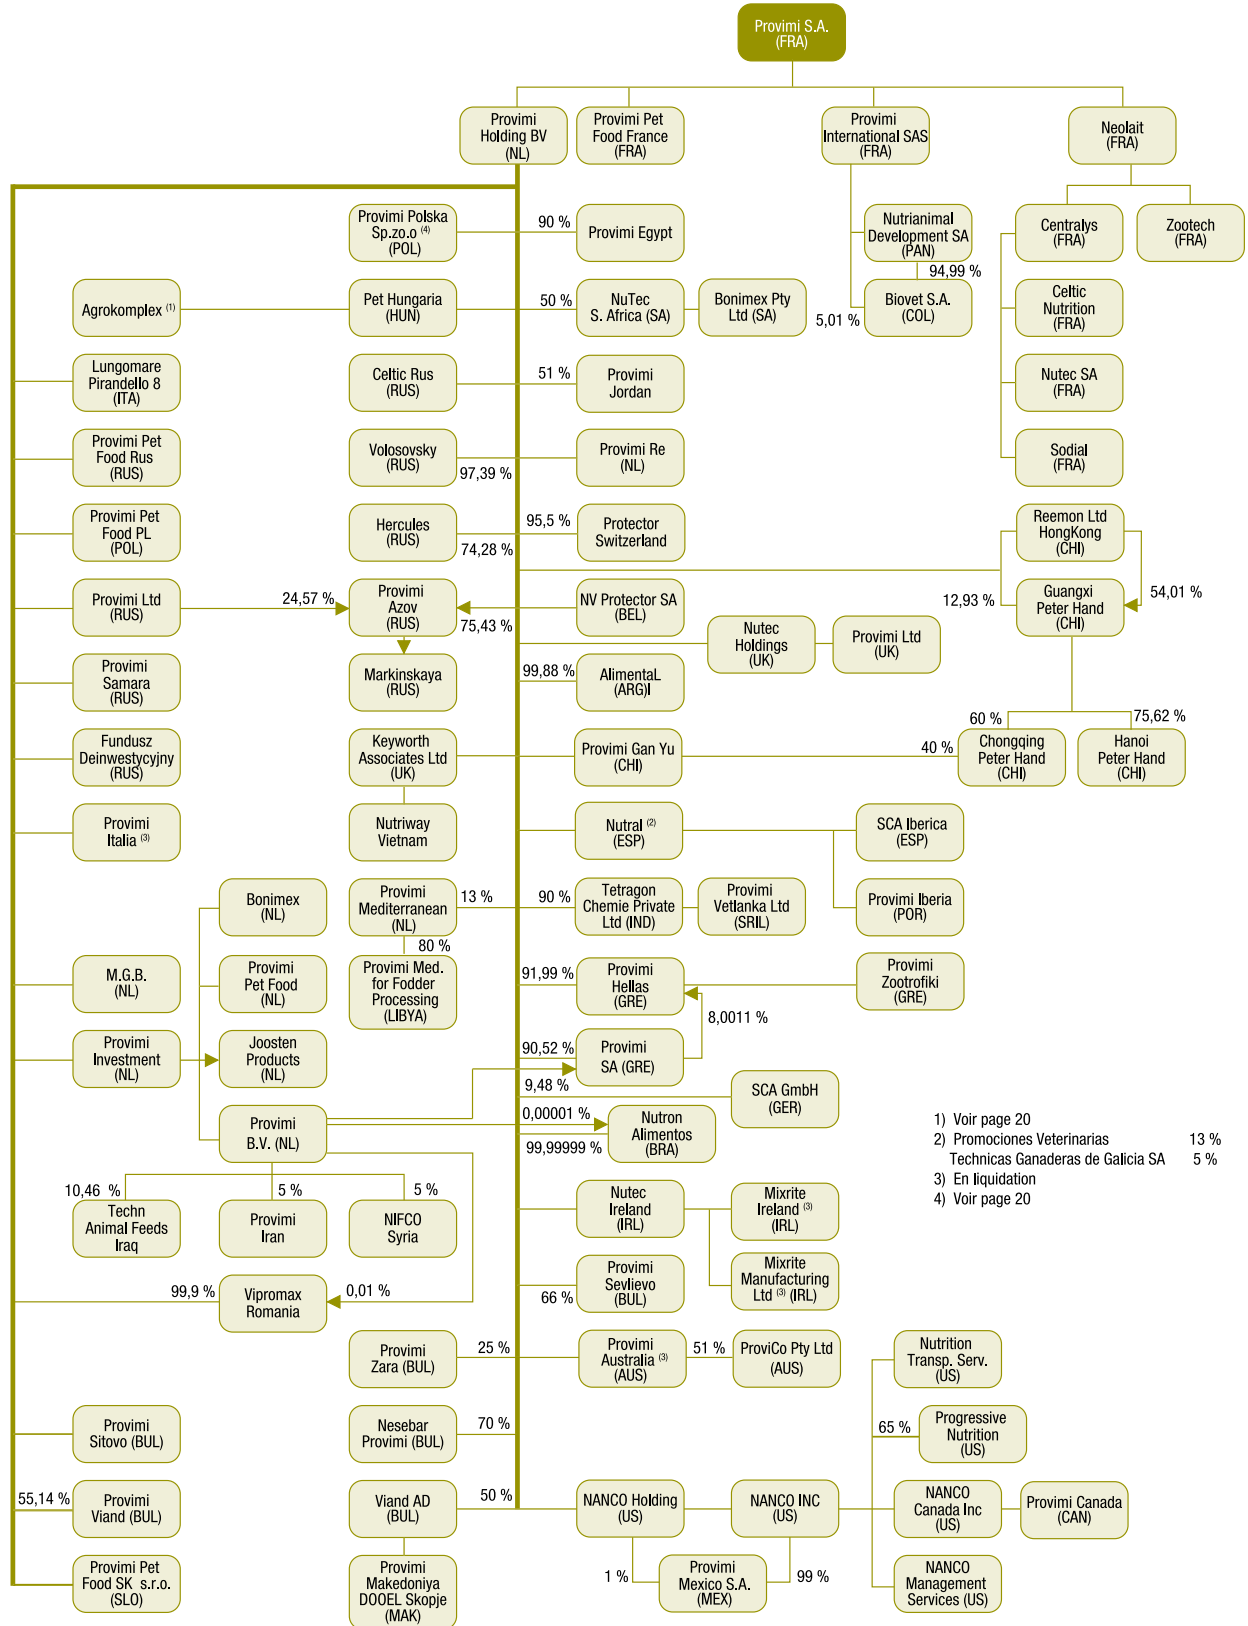 Provimi S.A.
(FRA)
Provimi
Holding BV
(NL)
Provimi Pet
Food France
(FRA)
Provimi
International SAS
(FRA)
Neolait
(FRA)
Provimi Polska
Sp.zo.o (4)
(POL)
90 %
Provimi Egypt
Nutrianimal
Development SA
(PAN)
94,99 %
Centralys
(FRA)
Zootech
(FRA)
Agrokomplex (1)
Pet Hungaria
(HUN)
50 %
NuTec
S. Africa (SA)
Bonimex Pty
Ltd (SA)
5,01 %
Biovet S.A.
(COL)
Celtic
Nutrition
(FRA)
Lungomare
Pirandello 8
(ITA)
Celtic Rus
(RUS)
51 %
Provimi
Jordan
Nutec SA
(FRA)
Provimi Pet
Food Rus
(RUS)
Volosovsky
(RUS)
97,39 %
Provimi Re
(NL)
Sodial
(FRA)
Provimi Pet
Food PL
(POL)
Hercules
(RUS)
74,28 %
95,5 %
Protector
Switzerland
Reemon Ltd
HongKong
(CHI)
Provimi Ltd
(RUS)
24,57 %
Provimi
Azov
(RUS)
75,43 %
NV Protector SA
(BEL)
12,93 %
Guangxi
Peter Hand
(CHI)
54,01 %
Nutec
Holdings
(UK)
Provimi Ltd
(UK)
Provimi
Samara
(RUS)
Markinskaya
(RUS)
99,88 %
AlimentaL
(ARG)I
60 %
75,62 %
Fundusz
Deinwestycyjny
(RUS)
Keyworth
Associates Ltd
(UK)
Provimi Gan Yu
(CHI)
40 %
Chongqing
Peter Hand
(CHI)
Hanoi
Peter Hand
(CHI)
Provimi
Italia (3)
Nutriway
Vietnam
Nutral (2)
(ESP)
SCA Iberica
(ESP)
Bonimex
(NL)
Provimi
Mediterranean
(NL)
13 %
90 %
Tetragon
Chemie Private
Ltd (IND)
Provimi
Vetlanka Ltd
(SRIL)
Provimi Iberia
(POR)
80 %
M.G.B.
(NL)
Provimi
Pet Food
(NL)
Provimi Med.
for Fodder
Processing
(LIBYA)
91,99 %
Provimi
Hellas
(GRE)
Provimi
Zootrofiki
(GRE)
8,0011 %
Provimi
Investment
(NL)
Joosten
Products
(NL)
90,52 %
Provimi
SA (GRE)
9,48 %
SCA GmbH
(GER)
Provimi
B.V. (NL)
0,00001 %
99,99999 %
Nutron
Alimentos
(BRA)
1) Voir page 20
2) Promociones Veterinarias 13 %
Technicas Ganaderas de Galicia SA 5 %
3) En liquidation
4) Voir page 20
10,46 %
5 %
5 %
Techn
Animal Feeds
Iraq
Provimi
Iran
NIFCO
Syria
Nutec
Ireland
(IRL)
Mixrite
Ireland (3)
(IRL)
99,9 %
Vipromax
Romania
0,01 %
66 %
Provimi
Sevlievo
(BUL)
Mixrite
Manufacturing
Ltd (3) (IRL)
Provimi
Zara (BUL)
25 %
Provimi
Australia (3)
(AUS)
51 %
ProviCo Pty Ltd
(AUS)
Nutrition
Transp. Serv.
(US)
Provimi
Sitovo (BUL)
Nesebar
Provimi (BUL)
70 %
65 %
Progressive
Nutrition
(US)
55,14 %
Provimi
Viand (BUL)
Viand AD
(BUL)
50 %
NANCO Holding
(US)
NANCO INC
(US)
NANCO
Canada Inc
(US)
Provimi Canada
(CAN)
Provimi Pet
Food SK s.r.o.
(SLO)
Provimi
Makedoniya
DOOEL Skopje
(MAK)
1 %
Provimi
Mexico S.A.
(MEX)
99 %
NANCO
Management
Services (US)